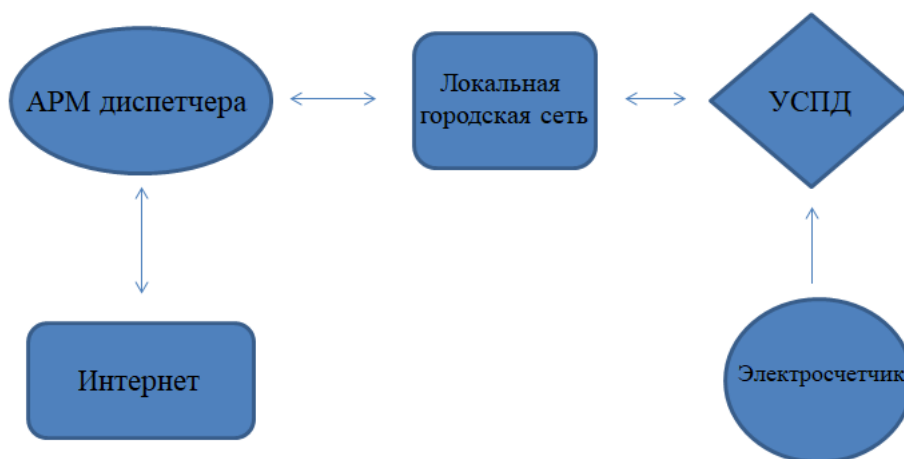 АРМ диспетчера
Локальная
городская сеть
УСПД
Интернет
Электросчетчик